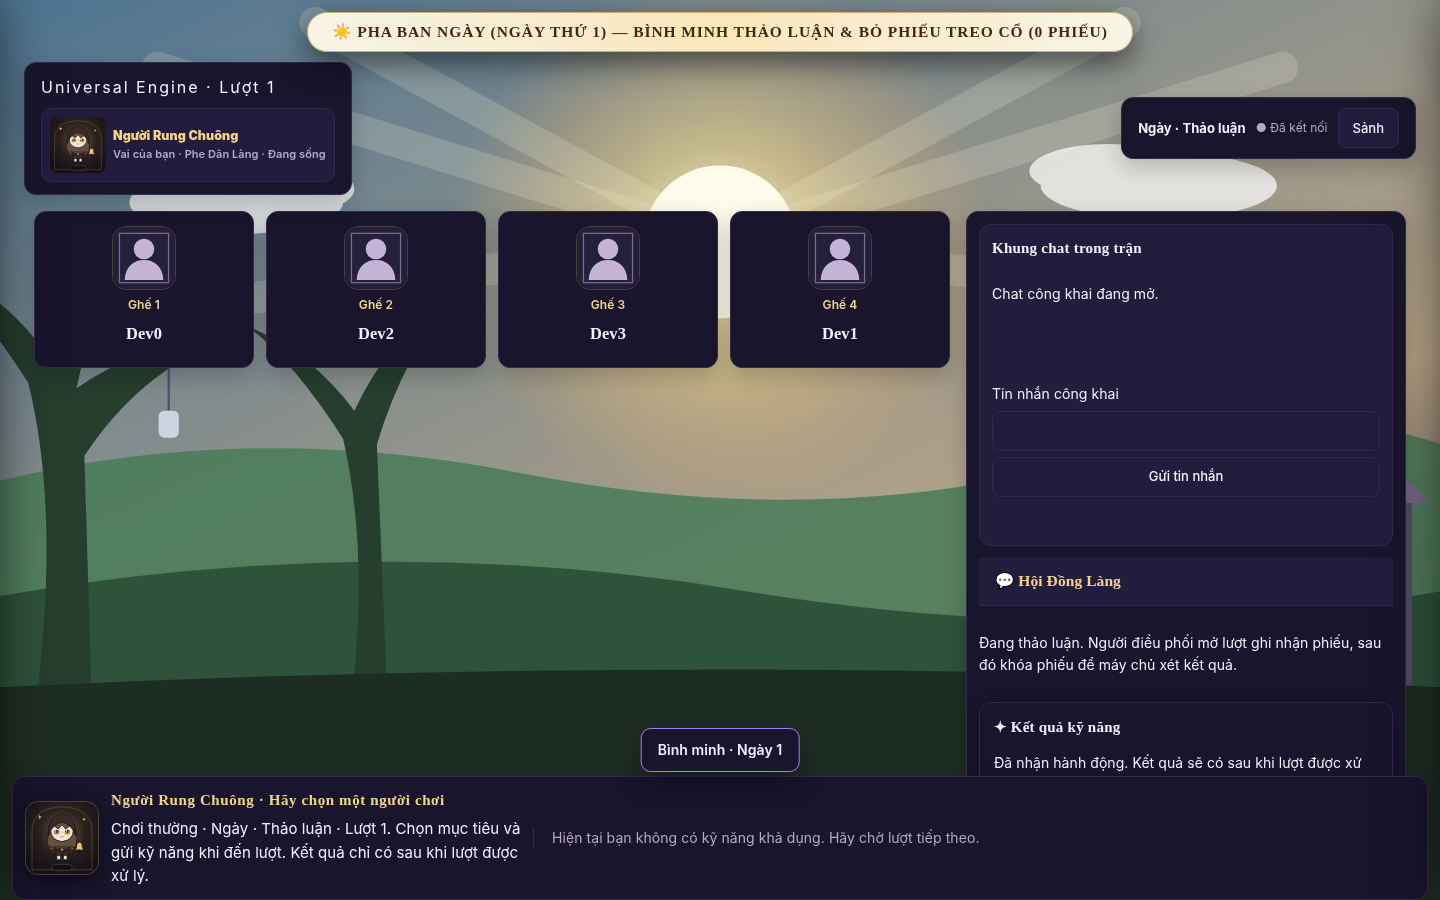 ☀️ PHA BAN NGÀY (NGÀY THỨ 1) — BÌNH MINH THẢO LUẬN & BỎ PHIẾU TREO CỔ (0 PHIẾU)
Universal Engine · Lượt 1
Người Rung Chuông
Vai của bạn · Phe Dân Làng · Đang sống
Ngày · Thảo luận
Đã kết nối
Sảnh
Ghế 1
Dev0
Ghế 2
Dev2
Ghế 3
Dev3
Ghế 4
Dev1
Khung chat trong trận
Chat công khai đang mở.
Tin nhắn công khai
Gửi tin nhắn
💬 Hội Đồng Làng
Đang thảo luận. Người điều phối mở lượt ghi nhận phiếu, sau
đó khóa phiếu để máy chủ xét kết quả.
✦ Kết quả kỹ năng
Đã nhận hành động. Kết quả sẽ có sau khi lượt được xử
Bình minh · Ngày 1
Người Rung Chuông · Hãy chọn một người chơi
Chơi thường · Ngày · Thảo luận · Lượt 1. Chọn mục tiêu và
gửi kỹ năng khi đến lượt. Kết quả chỉ có sau khi lượt được
xử lý.
Hiện tại bạn không có kỹ năng khả dụng. Hãy chờ lượt tiếp theo.